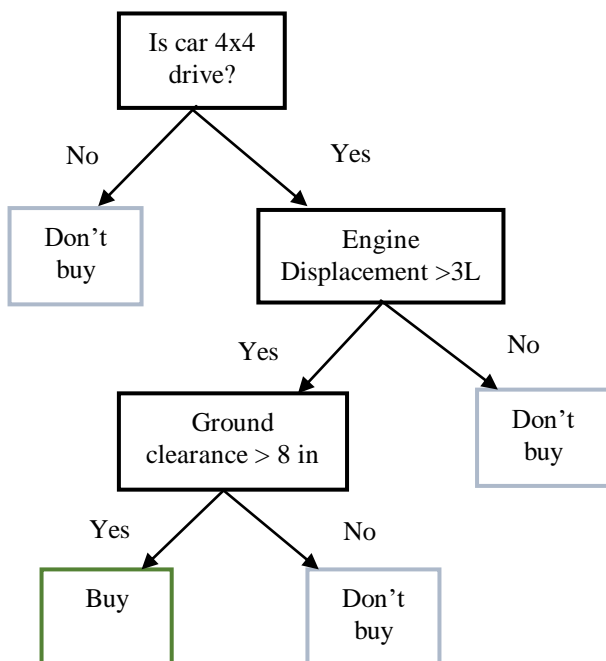 Is car 4x4
drive?
No
Yes
Don’t
buy
Engine
Displacement >3L
Yes
No
Ground
clearance > 8 in
Don’t
buy
Yes
No
Buy
Don’t
buy